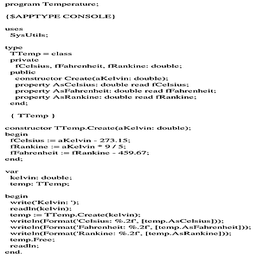 program Temperature;
{$APPTYPE CONSOLE}
uses
SysUtils;
type
TTemp = class
private
fCelsius, fFahrenheit, fRankine: double;
public
constructor Create(aKelvin: double);
property AsCelsius: double read fCelsius;
property AsFahrenheit: double read fFahrenheit;
property AsRankine: double read fRankine;
end;
{ TTemp }
constructor TTemp.Create(aKelvin: double);
begin
fCelsius := aKelvin - 273.15;
fRankine := aKelvin * 9 / 5;
fFahrenheit := fRankine - 459.67;
end;
var
kelvin: double;
temp: TTemp;
begin
write('Kelvin: ');
readln(kelvin);
temp := TTemp.Create(kelvin);
writeln(Format('Celsius: %.2f', [temp.AsCelsius]));
writeln(Format('Fahrenheit: %.2f', [temp.AsFahrenheit]));
writeln(Format('Rankine: %.2f', [temp.AsRankine]));
temp.Free;
readln;
end.